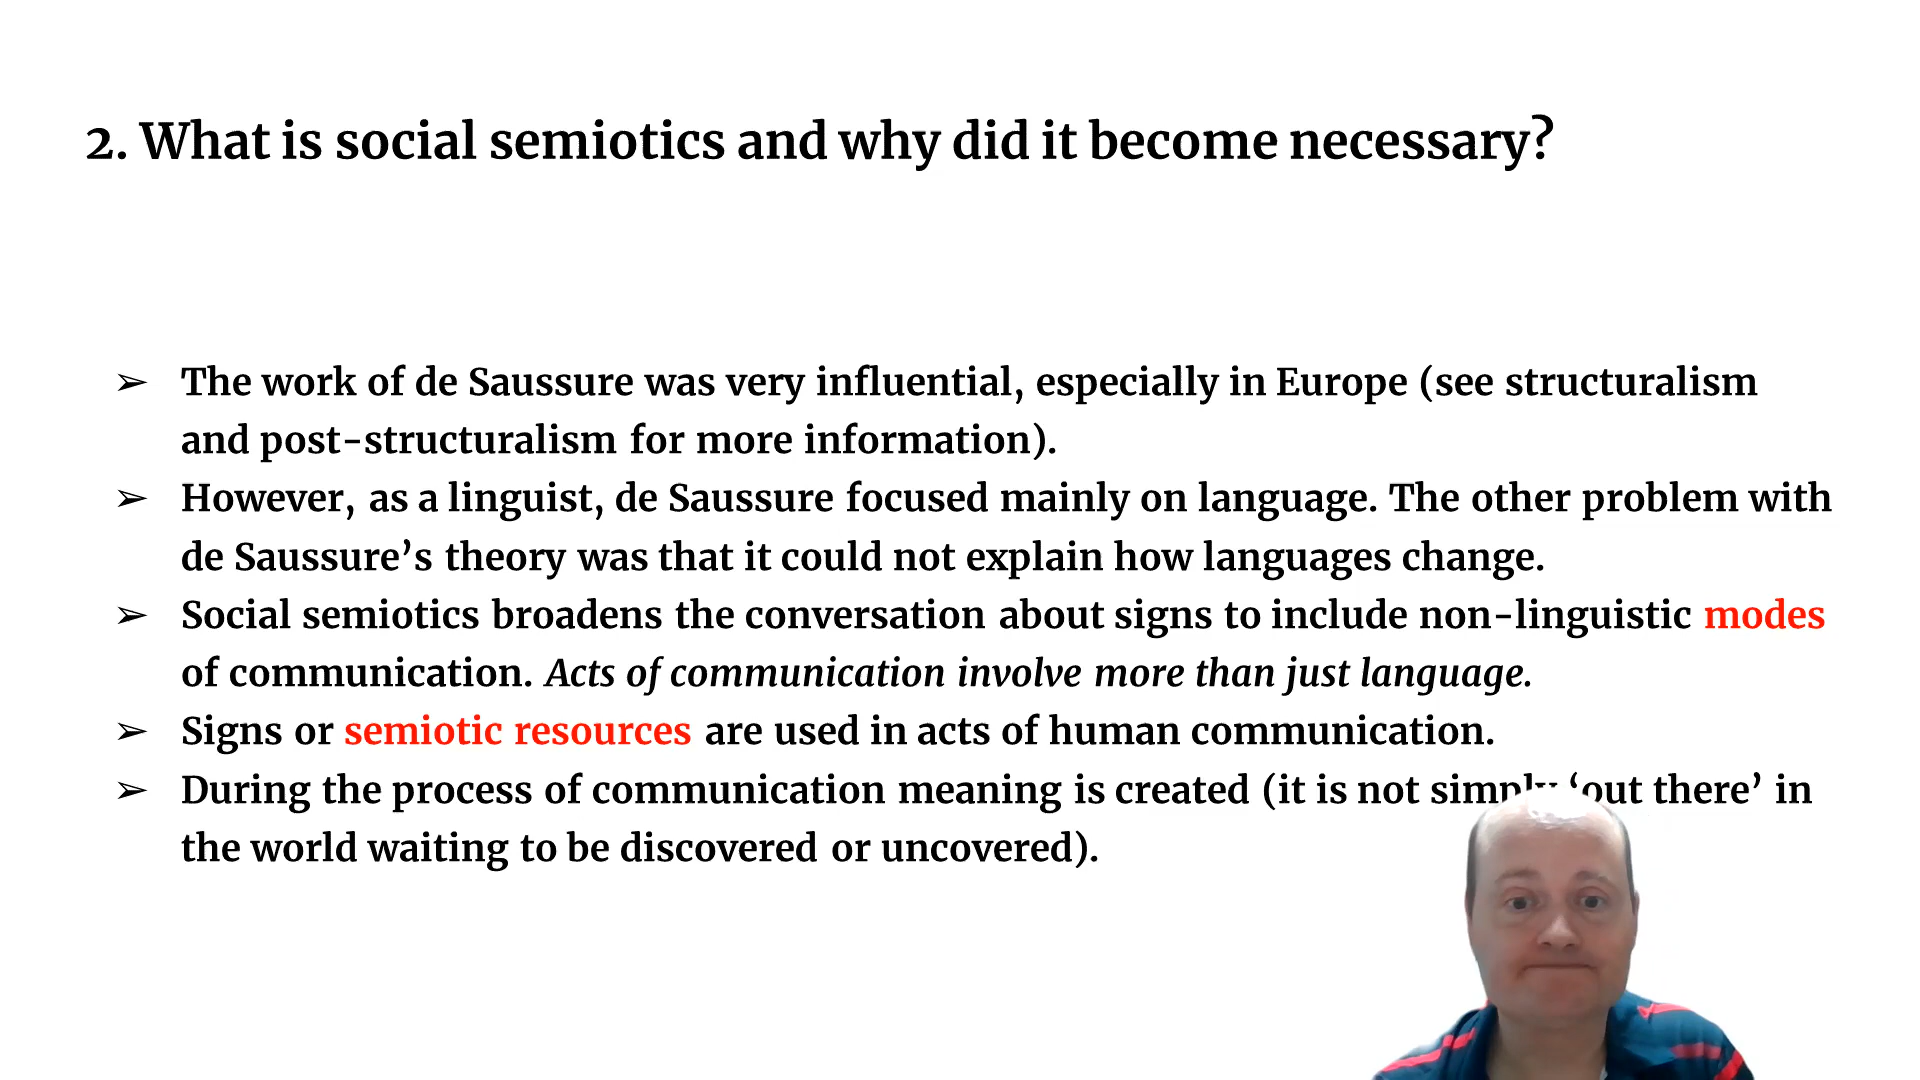 2. What is social semiotics and why did it become necessary?
➢ The work of de Saussure was very influential, especially in Europe (see structuralism
and post-structuralism for more information).
➢ However, as a linguist, de Saussure focused mainly on language. The other problem with
de Saussure’s theory was that it could not explain how languages change.
➢ Social semiotics broadens the conversation about signs to include non-linguistic modes
of communication. Acts of communication involve more than just language.
➢ Signs or semiotic resources are used in acts of human communication.
➢ During the process of communication meaning is created (it is not simply ‘out there’ in
the world waiting to be discovered or uncovered).